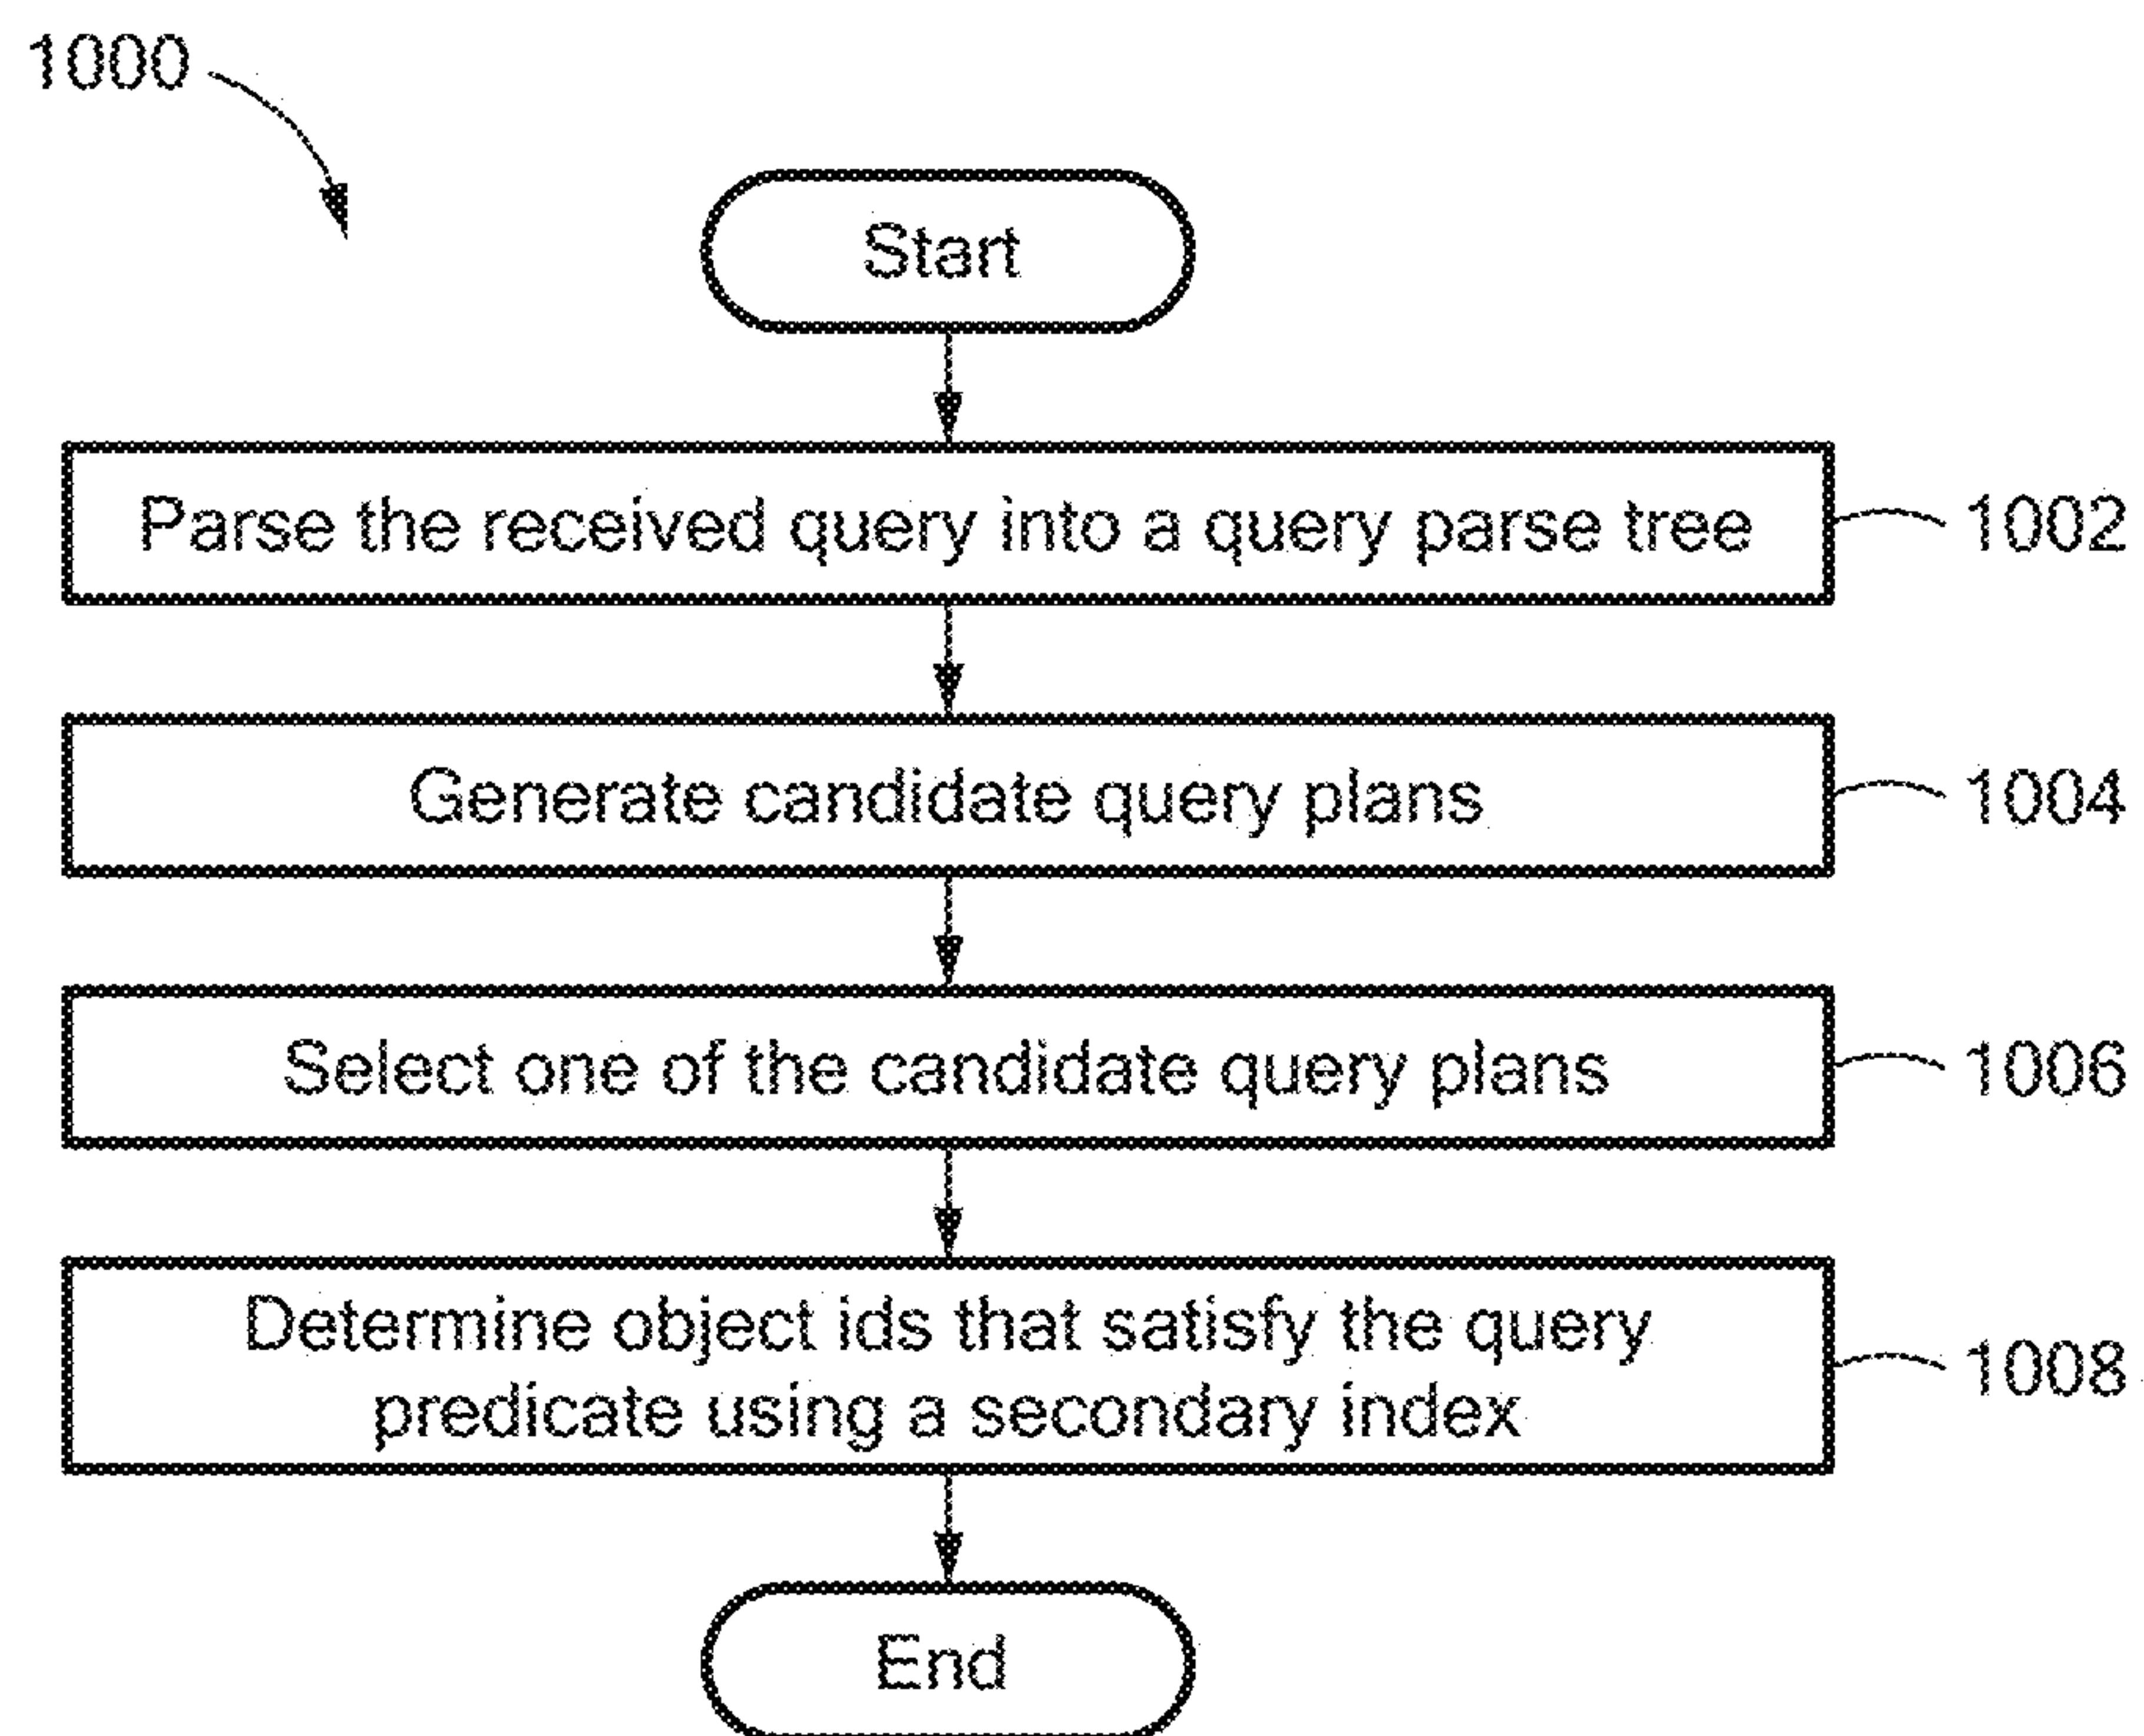 1000
Start
Parse the received query into a query parse tree
1002
Generate candidate query plans
1004
Select one of the candidate query plans
1006
Determine object ids that satisfy the query
predicate using a secondary index
1008
End